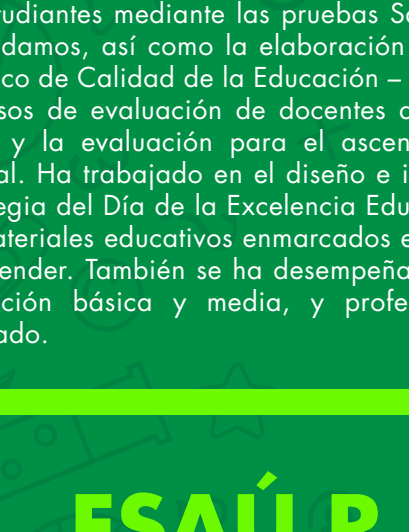 tudiantes mediante las pruebas Sa
damos, así como la elaboración
co de Calidad de la Educación –
sos de evaluación de docentes d
y la evaluación para el ascen
al. Ha trabajado en el diseño e i
egia del Día de la Excelencia Edu
ateriales educativos enmarcados e
ender. También se ha desempeña
ción básica y media, y profe
ado.
ESAÚ R